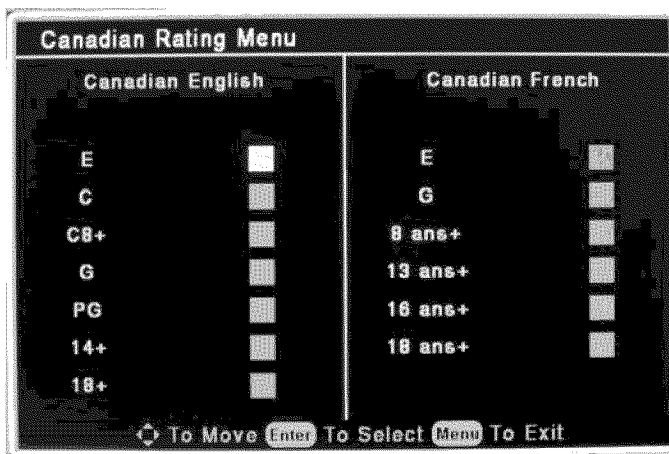 Canadian Rating Menu
Canadian English
E
C
C8+
G
PG
14+
18+
Canadian French
E
G
8 ans+
13 ans+
16 ans+
18 ans+
To Move Enter To Select Menu To Exit